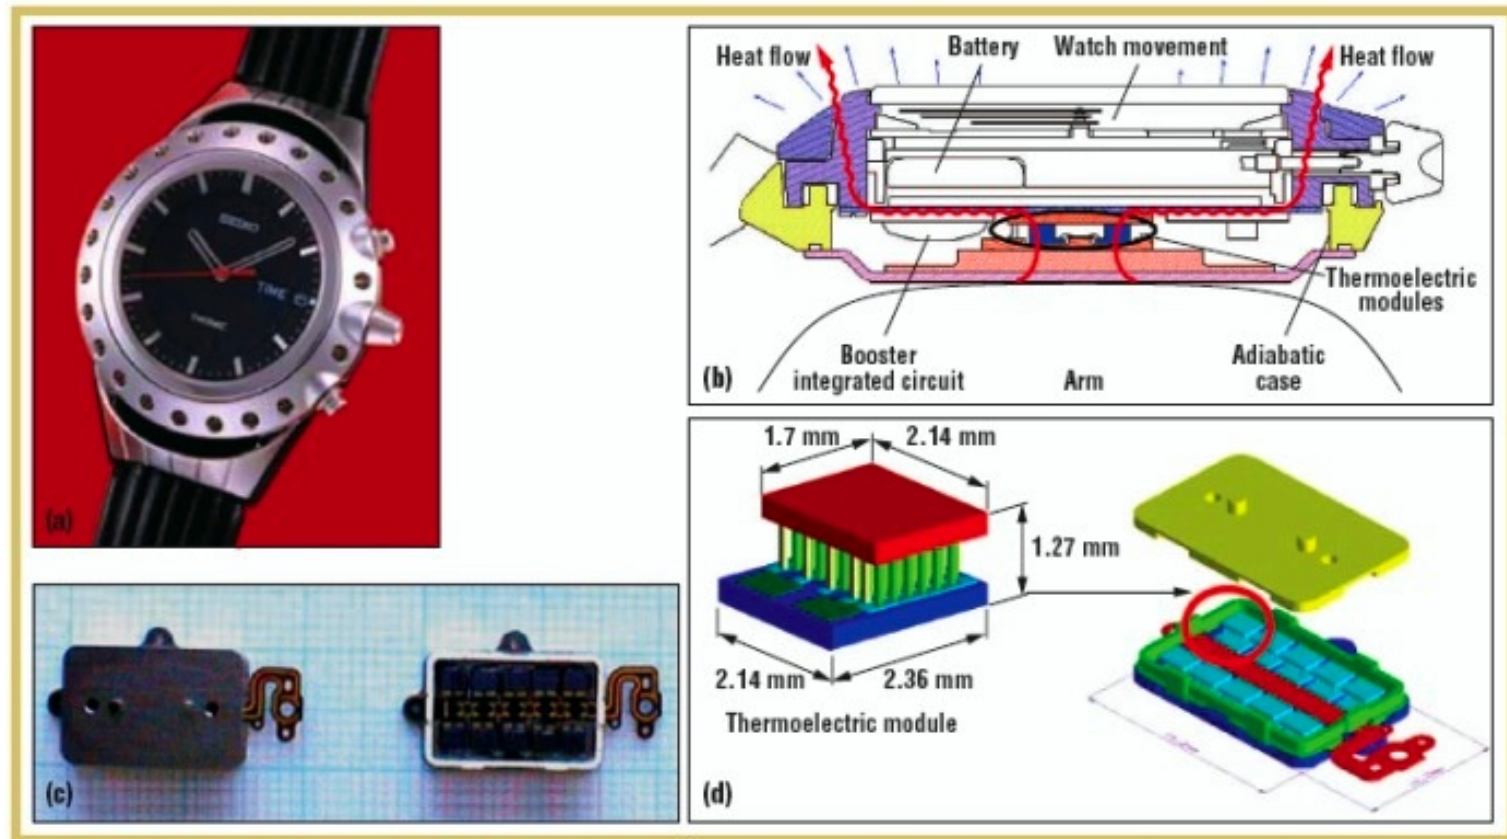 SEIKO
TIME
(a)
Heat flow
Battery
Watch movement
Heat flow
Thermoelectric
modules
Booster
integrated circuit
Arm
Adiabatic
case
(b)
(c)
1.7 mm
2.14 mm
1.27 mm
2.14 mm
2.36 mm
Thermoelectric module
(d)